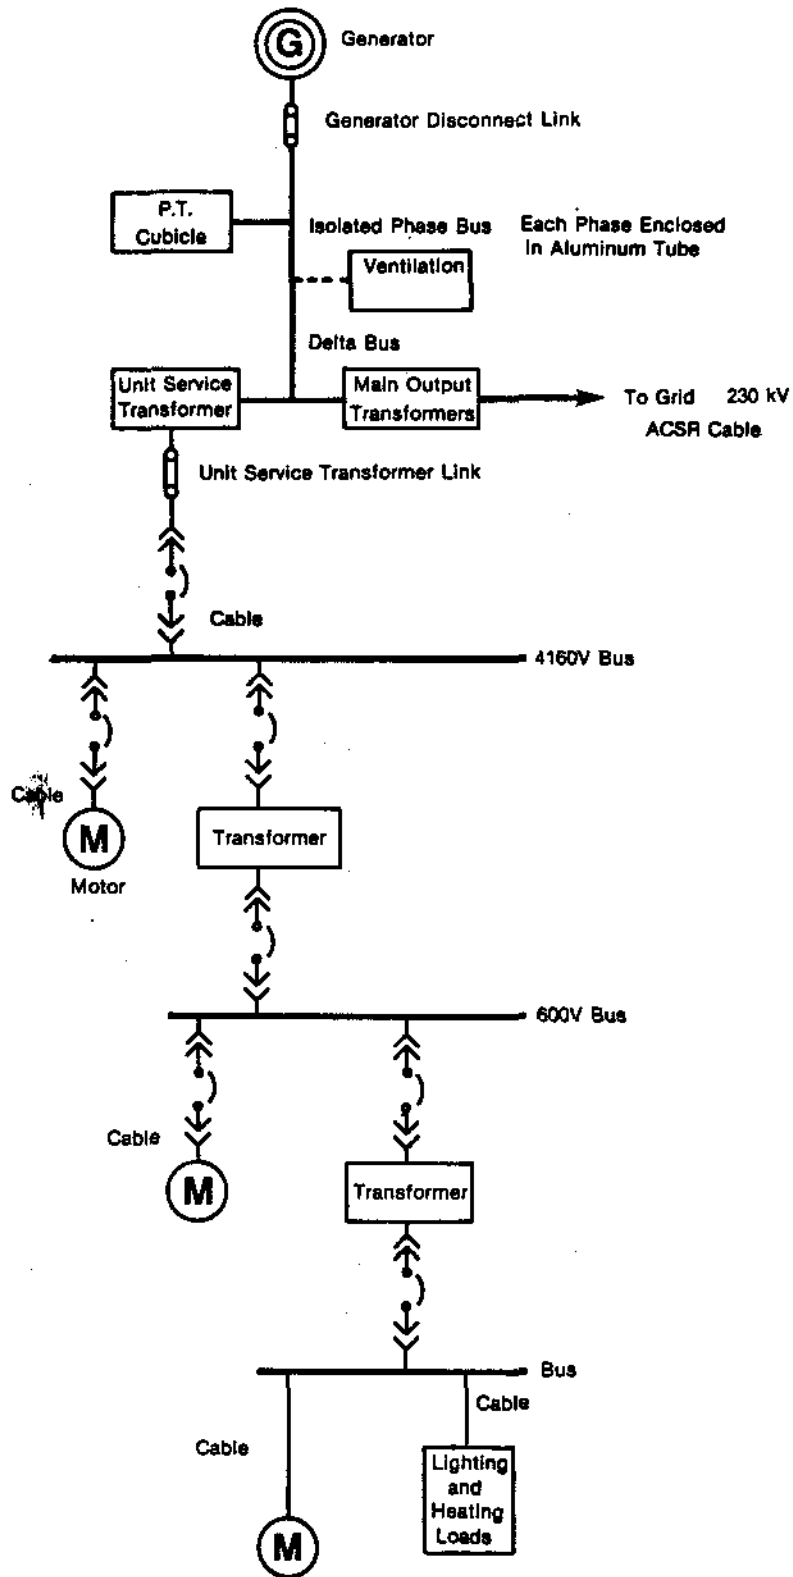 G Generator
Generator Disconnect Link
P.T.
Cubicle
Isolated Phase Bus
Each Phase Enclosed
In Aluminum Tube
Ventilation
Delta Bus
Unit Service
Transformer
Main Output
Transformers
To Grid 230 kV
ACSR Cable
Unit Service Transformer Link
Cable
4160V Bus
Cable
M
Motor
Transformer
600V Bus
Cable
M
Transformer
Bus
Cable
Cable
Lighting
and
Heating
Loads
M